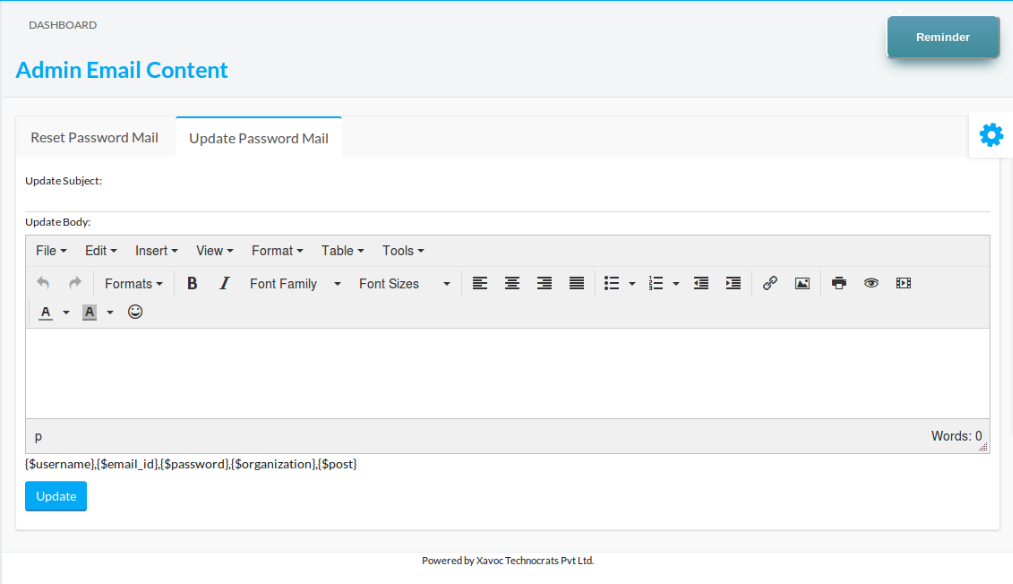 DASHBOARD
Reminder
Admin Email Content
Reset Password Mail Update Password Mail
Update Subject:
Update Body:
File Edit Insert View Format Table Tools
Formats B I Font Family Font Sizes
A A
p Words: 0
{$username},{$email_id},{$password},{$organization},{$post}
Update
Powered by Xavoc Technocrats Pvt Ltd.